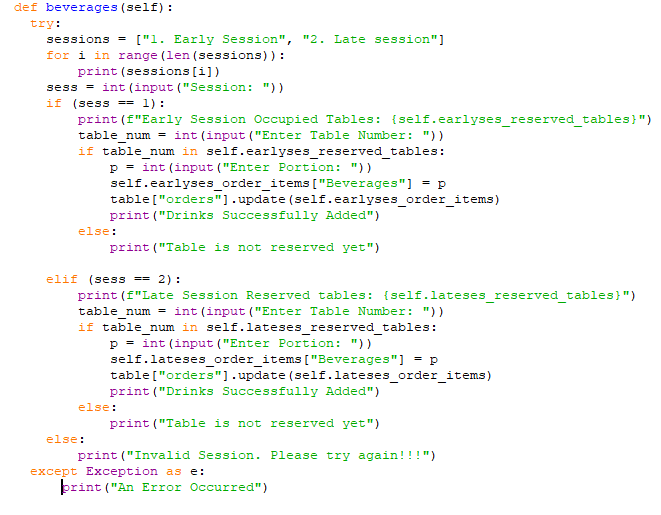 def beverages(self):
  try:
    sessions = ["1. Early Session", "2. Late session"]
    for i in range(len(sessions)):
        print(sessions[i])
    sess = int(input("Session: "))
    if (sess == 1):
        print(f"Early Session Occupied Tables: {self.earlyses_reserved_tables}")
        table_num = int(input("Enter Table Number: "))
        if table_num in self.earlyses_reserved_tables:
            p = int(input("Enter Portion: "))
            self.earlyses_order_items["Beverages"] = p
            table["orders"].update(self.earlyses_order_items)
            print("Drinks Successfully Added")
        else:
            print("Table is not reserved yet")

    elif (sess == 2):
        print(f"Late Session Reserved tables: {self.lateses_reserved_tables}")
        table_num = int(input("Enter Table Number: "))
        if table_num in self.lateses_reserved_tables:
            p = int(input("Enter Portion: "))
            self.lateses_order_items["Beverages"] = p
            table["orders"].update(self.lateses_order_items)
            print("Drinks Successfully Added")
        else:
            print("Table is not reserved yet")
    else:
        print("Invalid Session. Please try again!!!")
  except Exception as e:
      print("An Error Occurred")